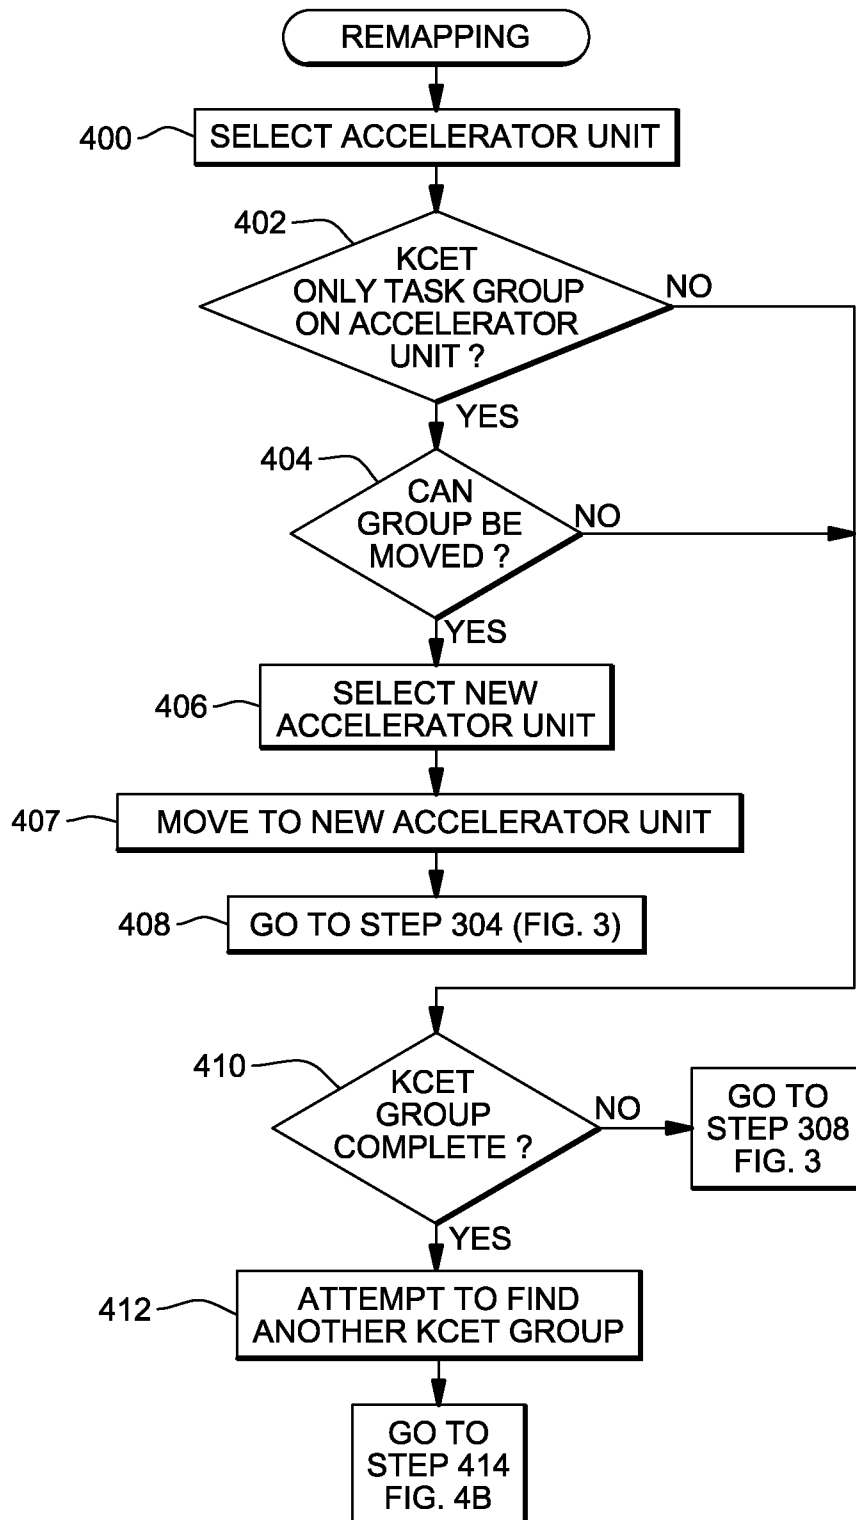 REMAPPING
400
SELECT ACCELERATOR UNIT
402
KCET
ONLY TASK GROUP
ON ACCELERATOR
UNIT ?
NO
YES
404
CAN
GROUP BE
MOVED ?
NO
YES
406
SELECT NEW
ACCELERATOR UNIT
407
MOVE TO NEW ACCELERATOR UNIT
408
GO TO STEP 304 (FIG. 3)
410
KCET
GROUP
COMPLETE ?
NO
GO TO
STEP 308
FIG. 3
YES
412
ATTEMPT TO FIND
ANOTHER KCET GROUP
GO TO
STEP 414
FIG. 4B